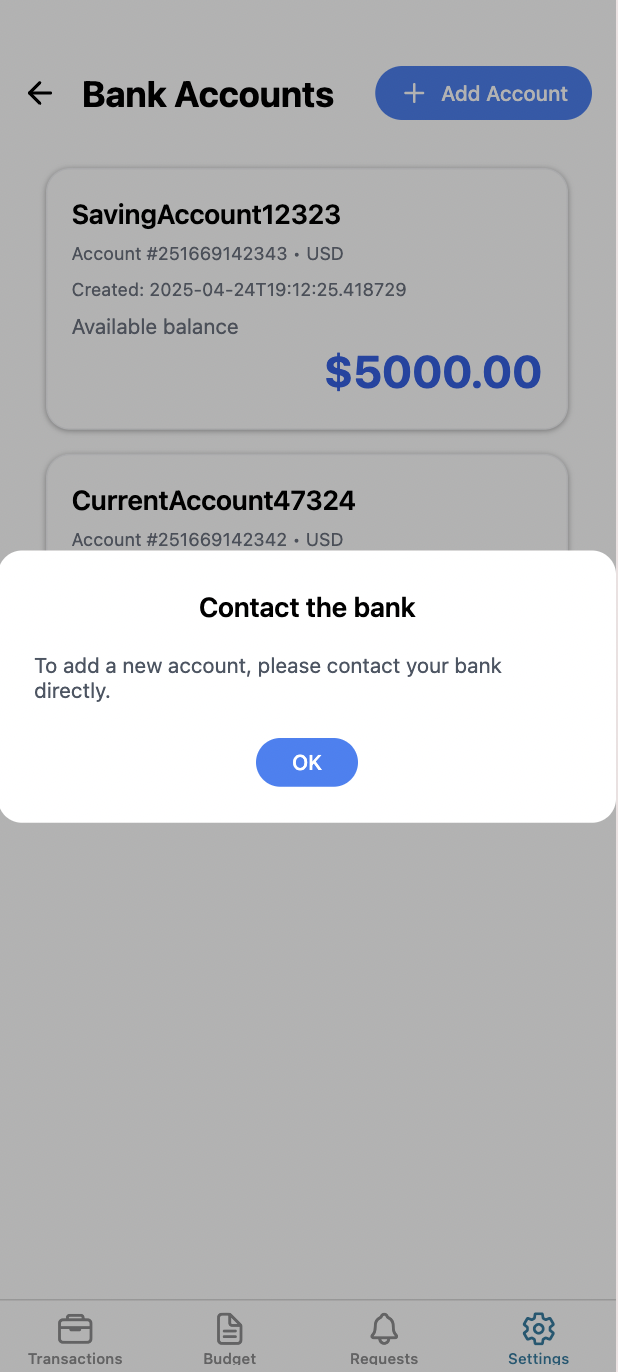 Bank Accounts
Add Account
SavingAccount12323
Account #251669142343 • USD
Created: 2025-04-24T19:12:25.418729
Available balance
$5000.00
CurrentAccount47324
Account #251669142342 • USD
Contact the bank
To add a new account, please contact your bank
directly.
OK
Transactions
Budget
Requests
Settings